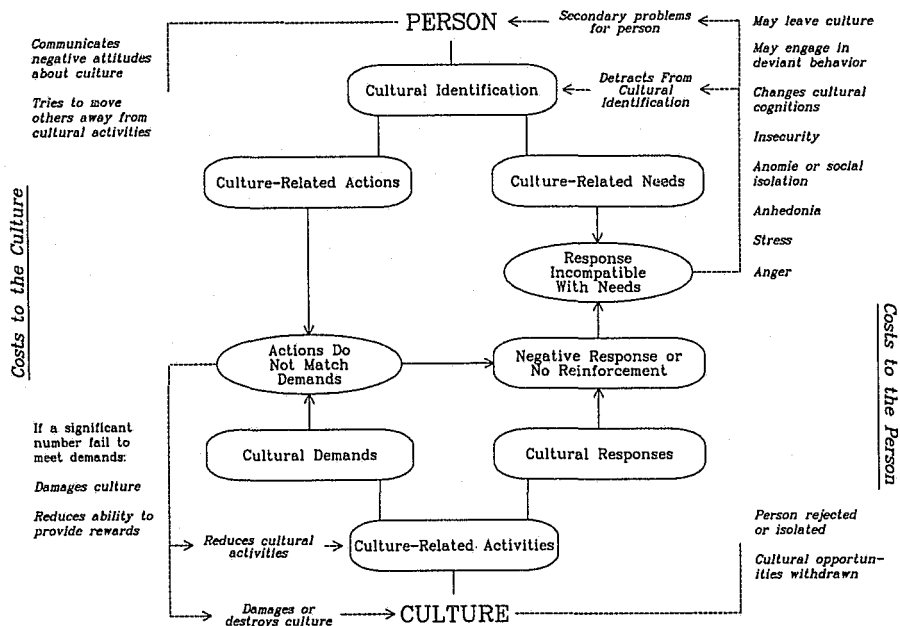 PERSON
Secondary problems
for person
May leave culture
Communicates
negative attitudes
about culture
May engage in
deviant behavior
Cultural Identification
Detracts From
Cultural
Identification
Changes cultural
cognitions
Tries to move
others away from
cultural activities
Insecurity
Culture-Related Actions
Culture-Related Needs
Anomie or social
isolation
Anhedonia
Stress
Anger
Response
Incompatible
With Needs
Costs to the Culture
Costs to the Person
Actions Do
Not Match
Demands
Negative Response or
No Reinforcement
If a significant
number fail to
meet demands:
Damages culture
Reduces ability to
provide rewards
Cultural Demands
Cultural Responses
Reduces cultural
activities
Culture-Related Activities
Person rejected
or isolated
Cultural opportun-
ities withdrawn
Damages or
destroys culture
CULTURE